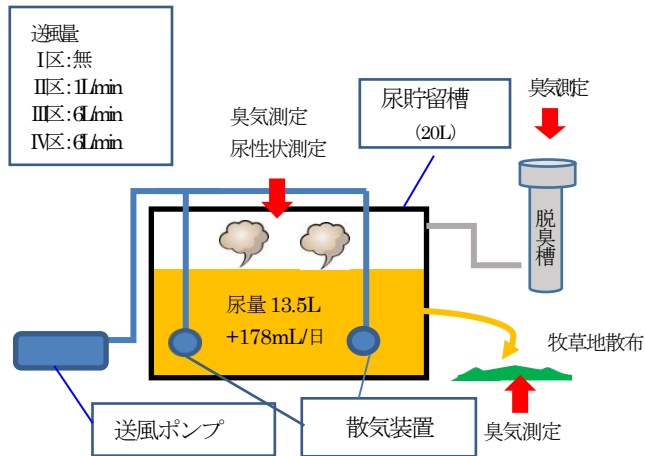 送風量
I区:無
II区:1L/min
III区:6L/min
IV区:6L/min
臭気測定
尿性状測定
尿貯留槽
(20L)
臭気測定
脱臭槽
尿量 13.5L
+178mL/日
牧草地散布
送風ポンプ
散気装置
臭気測定